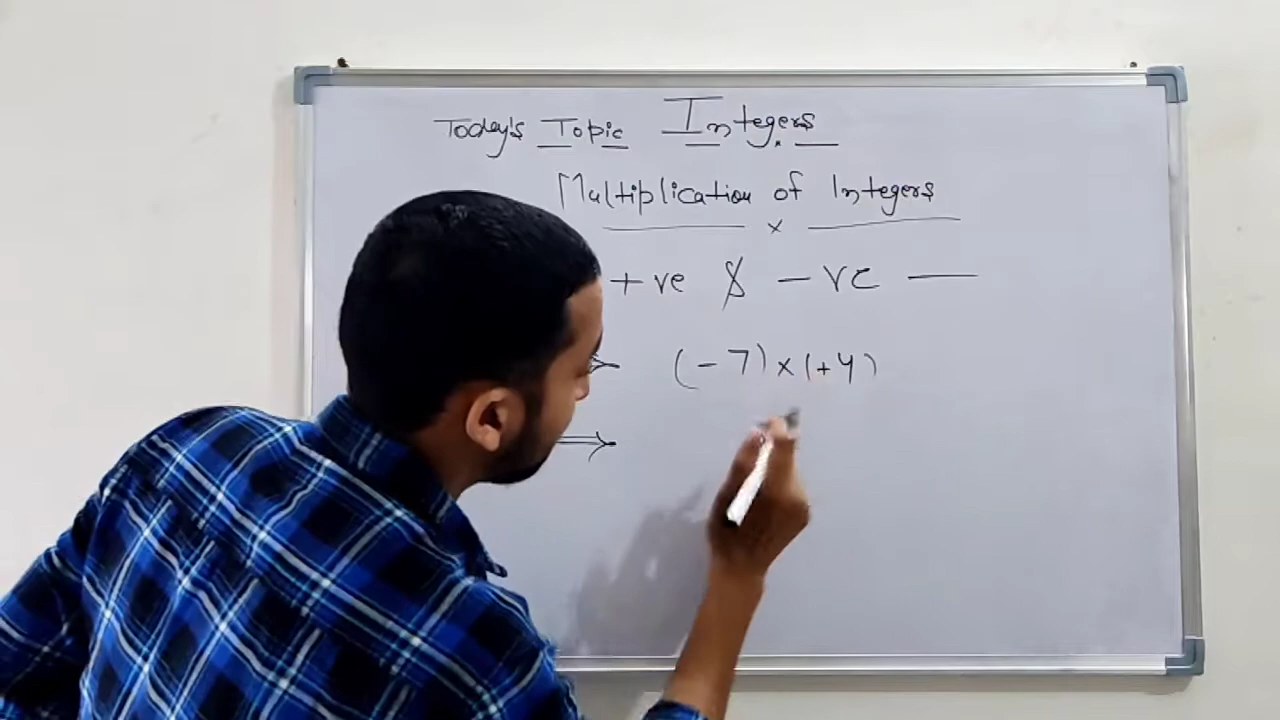 Today's Topic Integers
Multiplication of Integers
+ve & -ve —
(-7)×(+4)